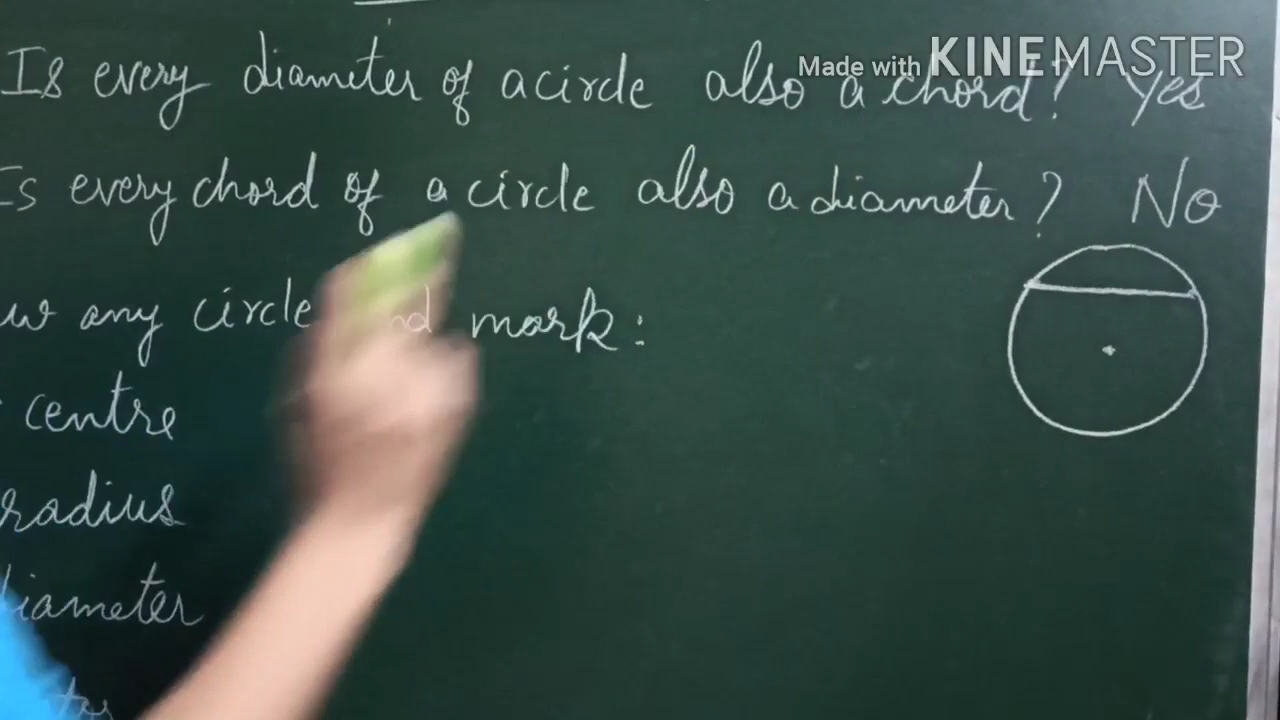 Made with KINEMASTER
Is every diameter of a circle also a chord? Yes
Is every chord of a circle also a diameter? No
any circle mark:
centre
radius
diameter